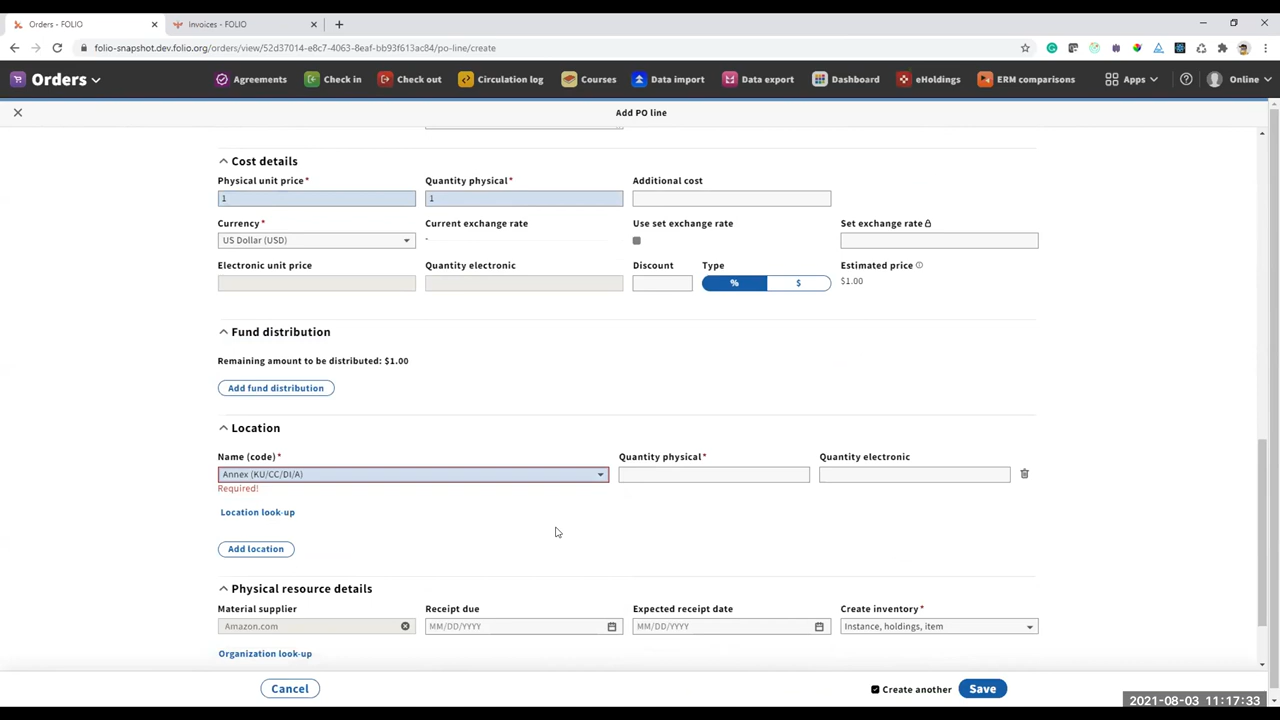 Orders - FOLIO
Invoices - FOLIO
folio-snapshot.dev.folio.org/orders/view/52d37014-e8c7-4063-8eaf-bb93f613ac84/po-line/create
Orders Agreements Check in Check out Circulation log Courses Data import Data export Dashboard eHoldings ERM comparisons Apps Online
Add PO line
Cost details
Physical unit price* Quantity physical* Additional cost
1 1
Currency* Current exchange rate Use set exchange rate Set exchange rate
US Dollar (USD) -
Electronic unit price Quantity electronic Discount Type Estimated price
% $ $1.00
Fund distribution
Remaining amount to be distributed: $1.00
Add fund distribution
Location
Name (code)* Quantity physical* Quantity electronic
Annex (KU/CC/DI/A)
Required!
Location look-up
Add location
Physical resource details
Material supplier Receipt due Expected receipt date Create inventory*
Amazon.com MM/DD/YYYY MM/DD/YYYY Instance, holdings, item
Organization look-up
Cancel Create another Save
2021-08-03 11:17:33